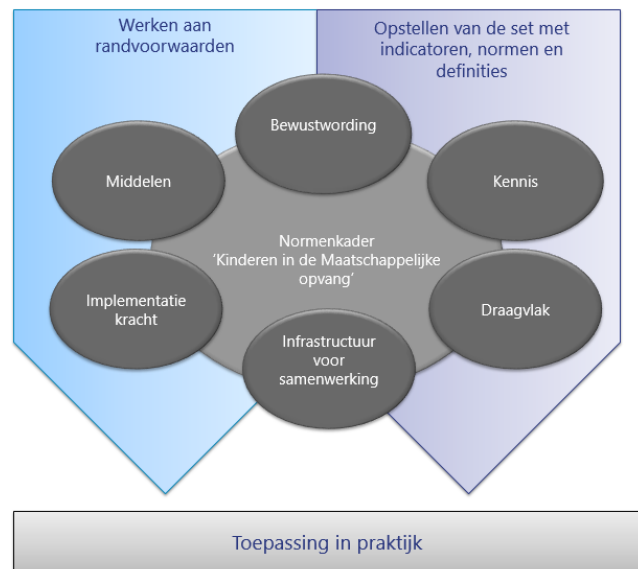 Werken aan
randvoorwaarden
Opstellen van de set met
indicatoren, normen en
definities
Bewustwording
Middelen
Kennis
Normenkader
'Kinderen in de Maatschappelijke
opvang'
Implementatie
kracht
Draagvlak
Infrastructuur
voor
samenwerking
Toepassing in praktijk